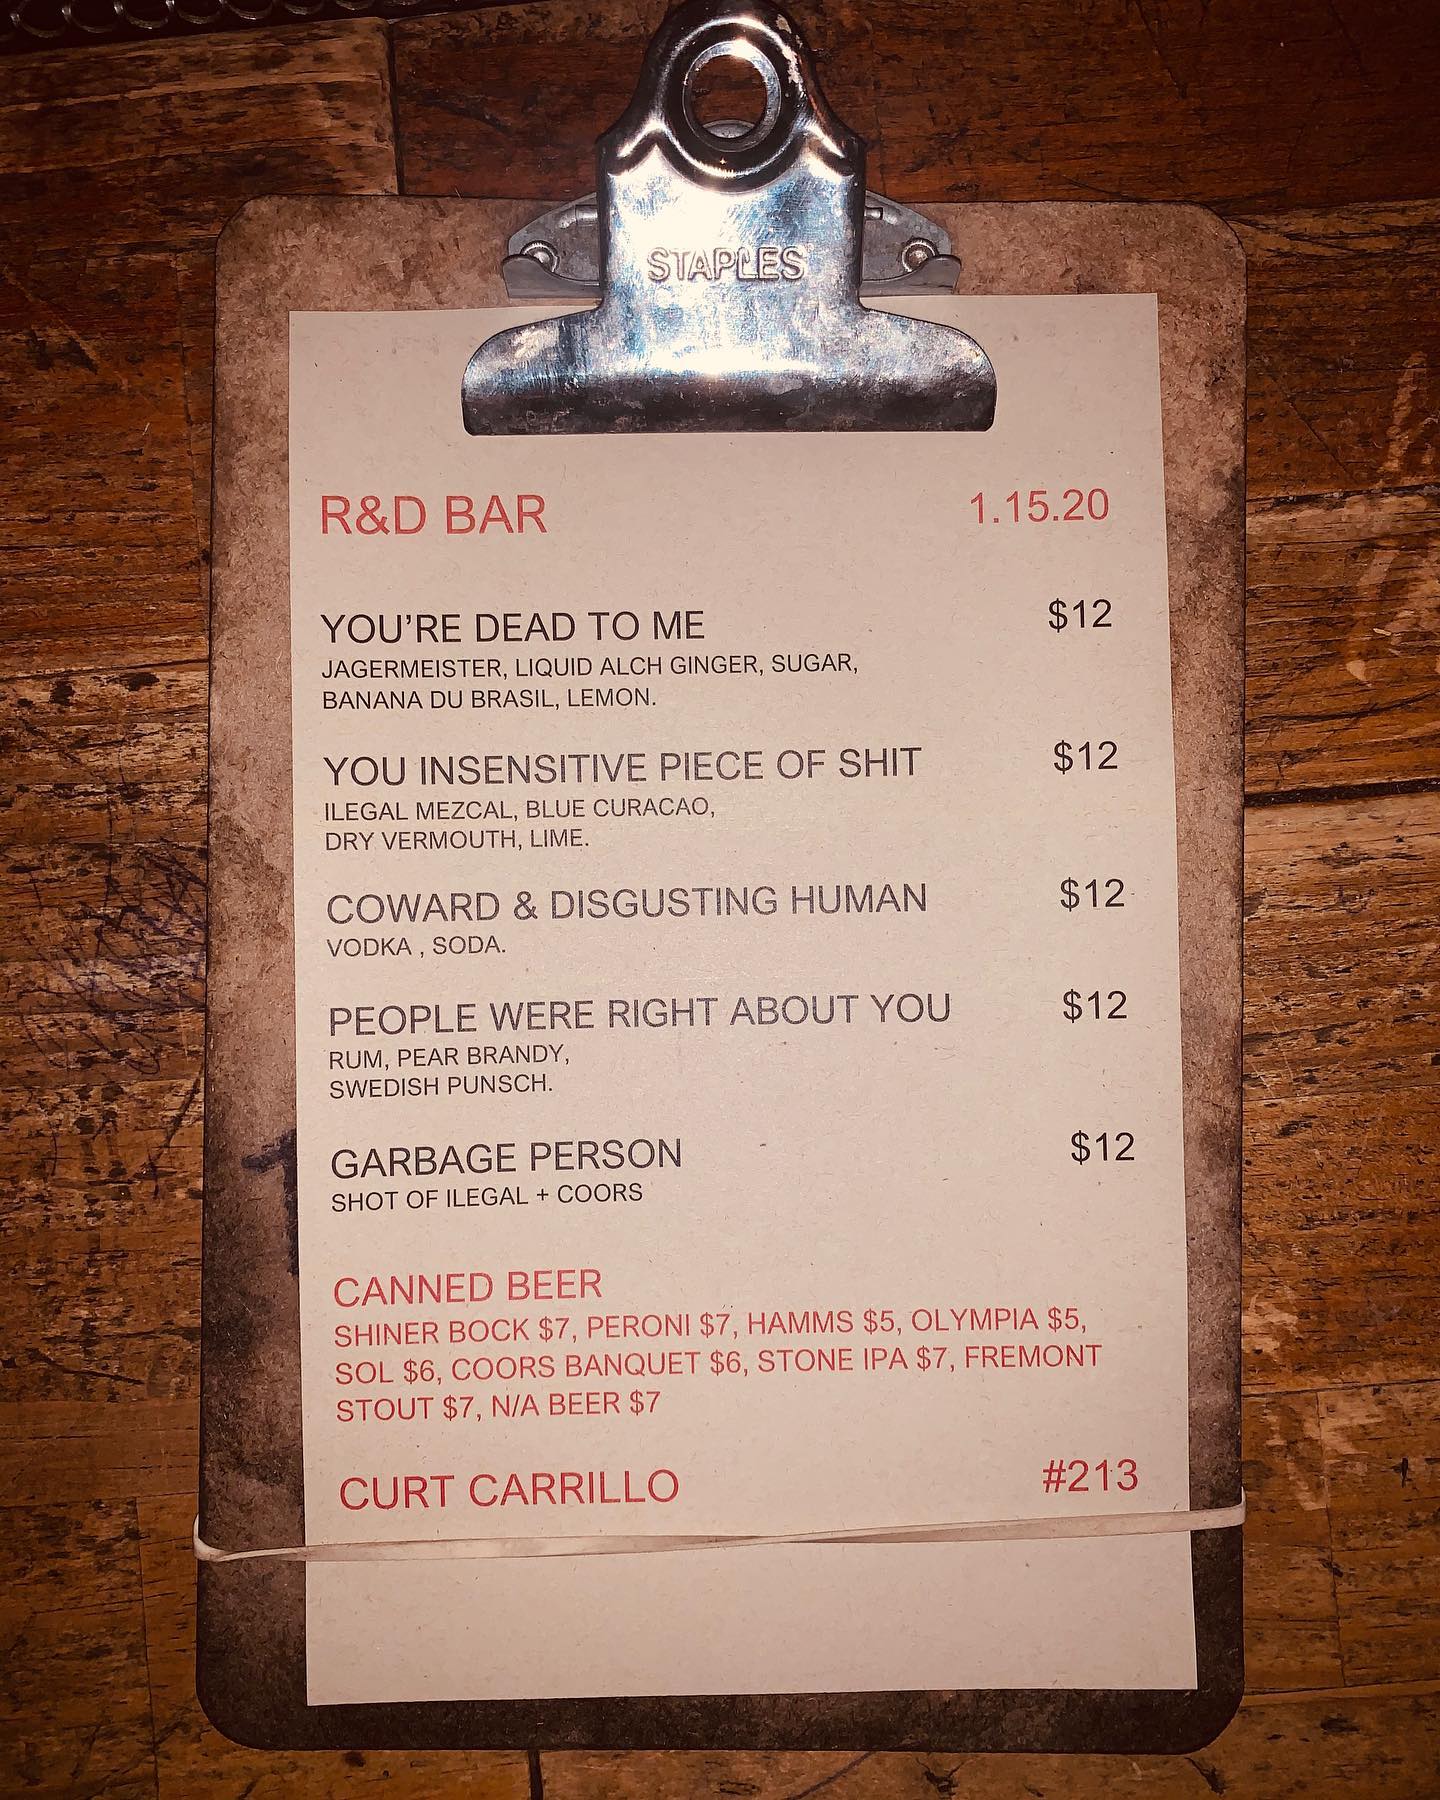 STAPLES
R&D BAR 1.15.20
YOU'RE DEAD TO ME $12
JAGERMEISTER, LIQUID ALCH GINGER, SUGAR,
BANANA DU BRASIL, LEMON.
YOU INSENSITIVE PIECE OF SHIT $12
ILEGAL MEZCAL, BLUE CURACAO,
DRY VERMOUTH, LIME.
COWARD & DISGUSTING HUMAN $12
VODKA , SODA.
PEOPLE WERE RIGHT ABOUT YOU $12
RUM, PEAR BRANDY,
SWEDISH PUNSCH.
GARBAGE PERSON $12
SHOT OF ILEGAL + COORS
CANNED BEER
SHINER BOCK $7, PERONI $7, HAMMS $5, OLYMPIA $5,
SOL $6, COORS BANQUET $6, STONE IPA $7, FREMONT
STOUT $7, N/A BEER $7
CURT CARRILLO #213